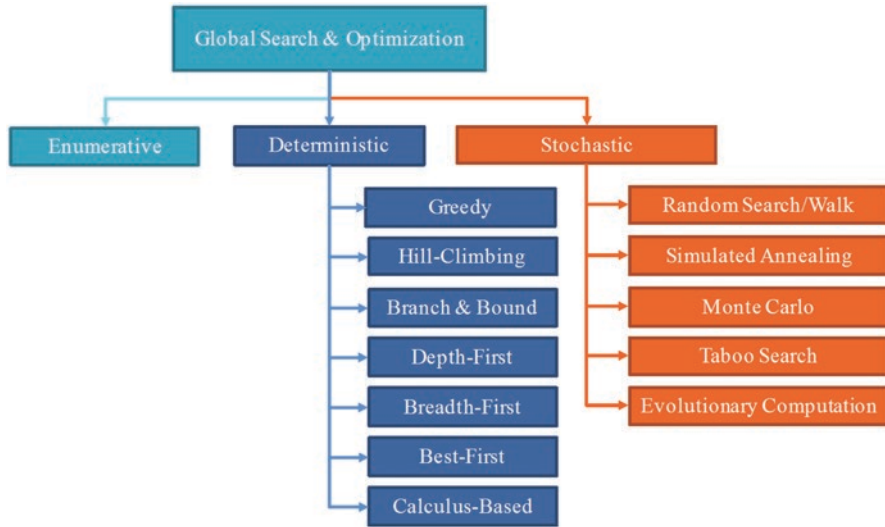 Global Search & Optimization
Enumerative
Deterministic
Stochastic
Greedy
Hill-Climbing
Branch & Bound
Depth-First
Breadth-First
Best-First
Calculus-Based
Random Search/Walk
Simulated Annealing
Monte Carlo
Taboo Search
Evolutionary Computation